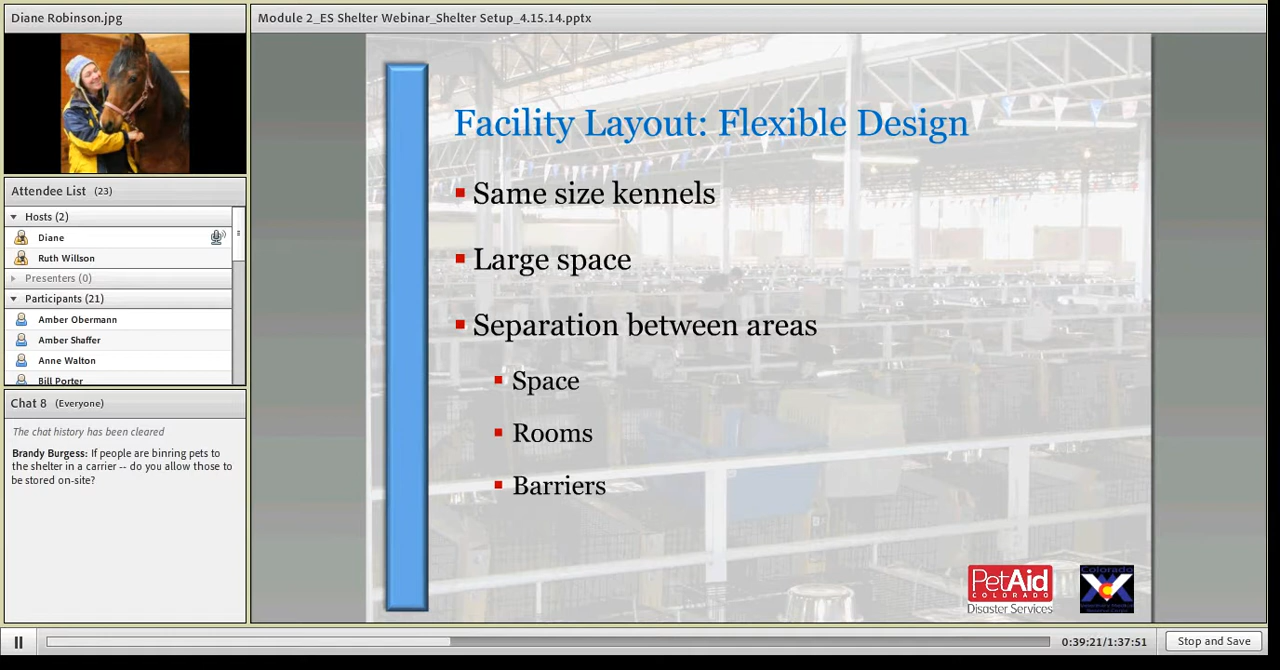 Diane Robinson.jpg
Module 2_ES Shelter Webinar_Shelter Setup_4.15.14.pptx
Attendee List (23)
Hosts (2)
Diane
Ruth Willson
Presenters (0)
Participants (21)
Amber Obermann
Amber Shaffer
Anne Walton
Bill Porter
Chat 8 (Everyone)
The chat history has been cleared
Brandy Burgess: If people are binring pets to
the shelter in a carrier -- do you allow those to
be stored on-site?
Facility Layout: Flexible Design
Same size kennels
Large space
Separation between areas
Space
Rooms
Barriers
PetAid
COLORADO
Disaster Services
Colorado
0:39:21/1:37:51
Stop and Save